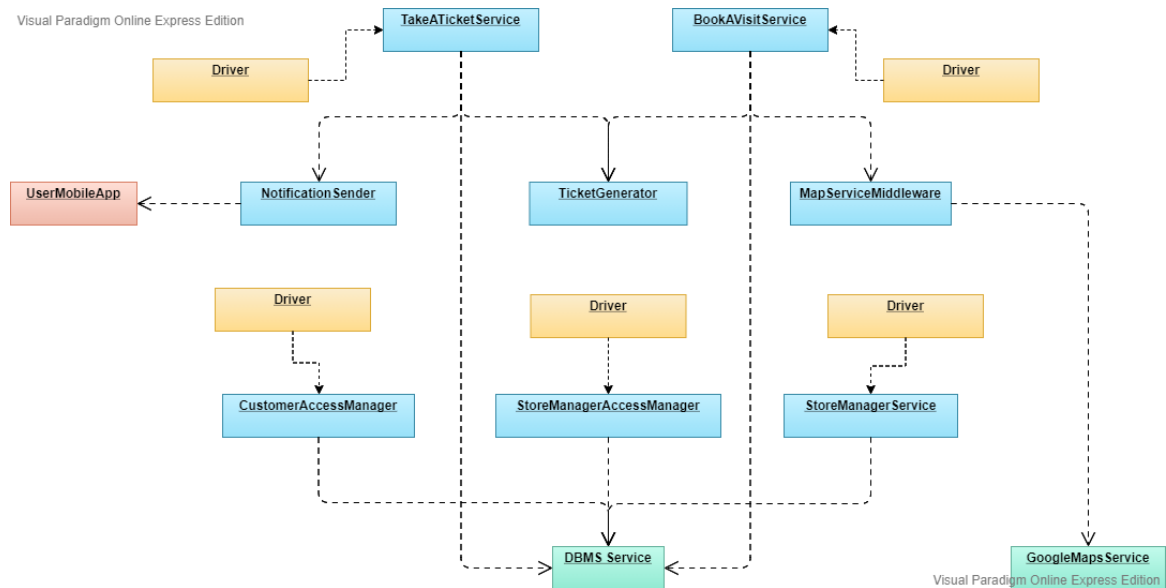 Visual Paradigm Online Express Edition
TakeATicketService
BookAVisitService
Driver
Driver
UserMobileApp
NotificationSender
TicketGenerator
MapServiceMiddleware
Driver
Driver
Driver
CustomerAccessManager
StoreManagerAccessManager
StoreManagerService
DBMS Service
GoogleMapsService
Visual Paradigm Online Express Edition